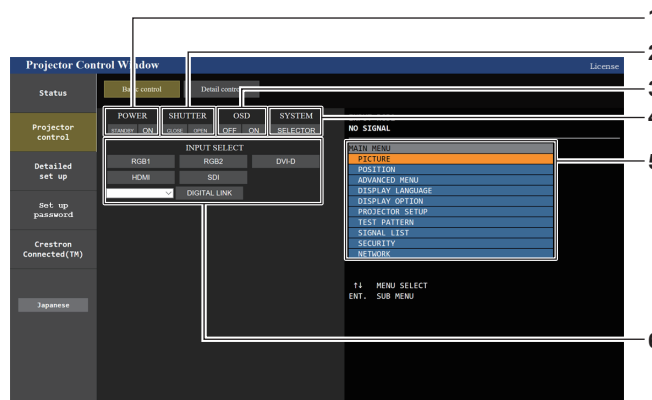 1
2
Projector Control Window License
Status
Basic control Detail control
3
4
POWER SHUTTER OSD SYSTEM
STANDBY ON CLOSE OPEN OFF ON SELECTOR
NO SIGNAL
Projector
control
INPUT SELECT
RGB1 RGB2 DVI-D
HDMI SDI
DIGITAL LINK
MAIN MENU
PICTURE
POSITION
ADVANCED MENU
DISPLAY LANGUAGE
DISPLAY OPTION
PROJECTOR SETUP
TEST PATTERN
SIGNAL LIST
SECURITY
NETWORK
5
Detailed
set up
Set up
password
Crestron
Connected(TM)
↑↓ MENU SELECT
ENT. SUB MENU
Japanese
6